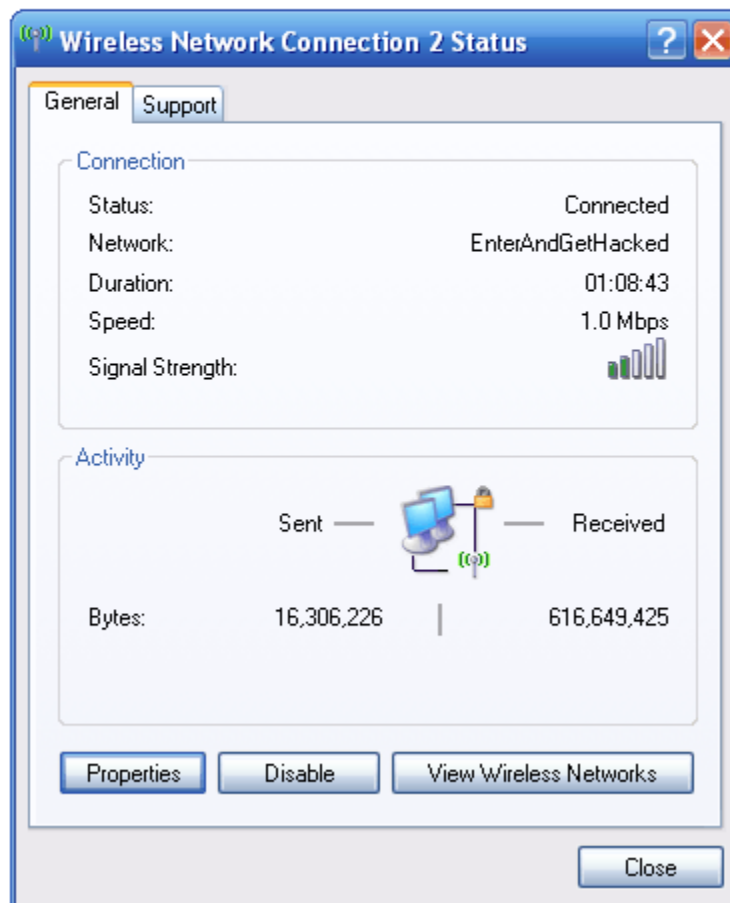 Wireless Network Connection 2 Status
General Support
Connection
Status: Connected
Network: EnterAndGetHacked
Duration: 01:08:43
Speed: 1.0 Mbps
Signal Strength:
Activity
Sent Received
Bytes: 16,306,226 616,649,425
Properties Disable View Wireless Networks
Close